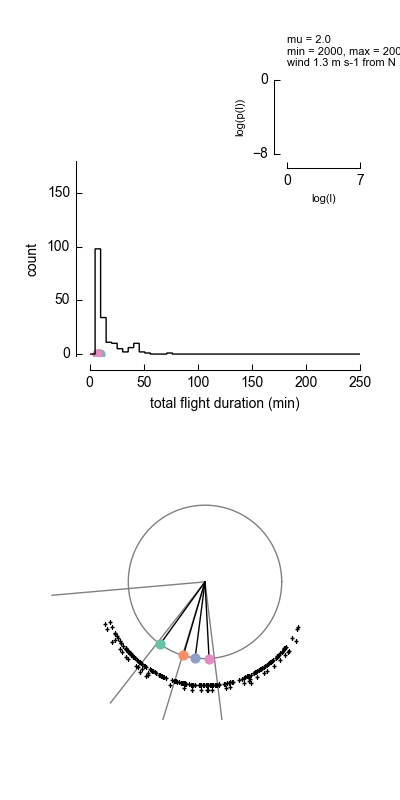 mu = 2.0
min = 2000, max = 200
wind 1.3 m s-1 from N
0
log(p(l))
−8
0 7
log(l)
150
100
50
0
count
0 50 100 150 200 250
total flight duration (min)